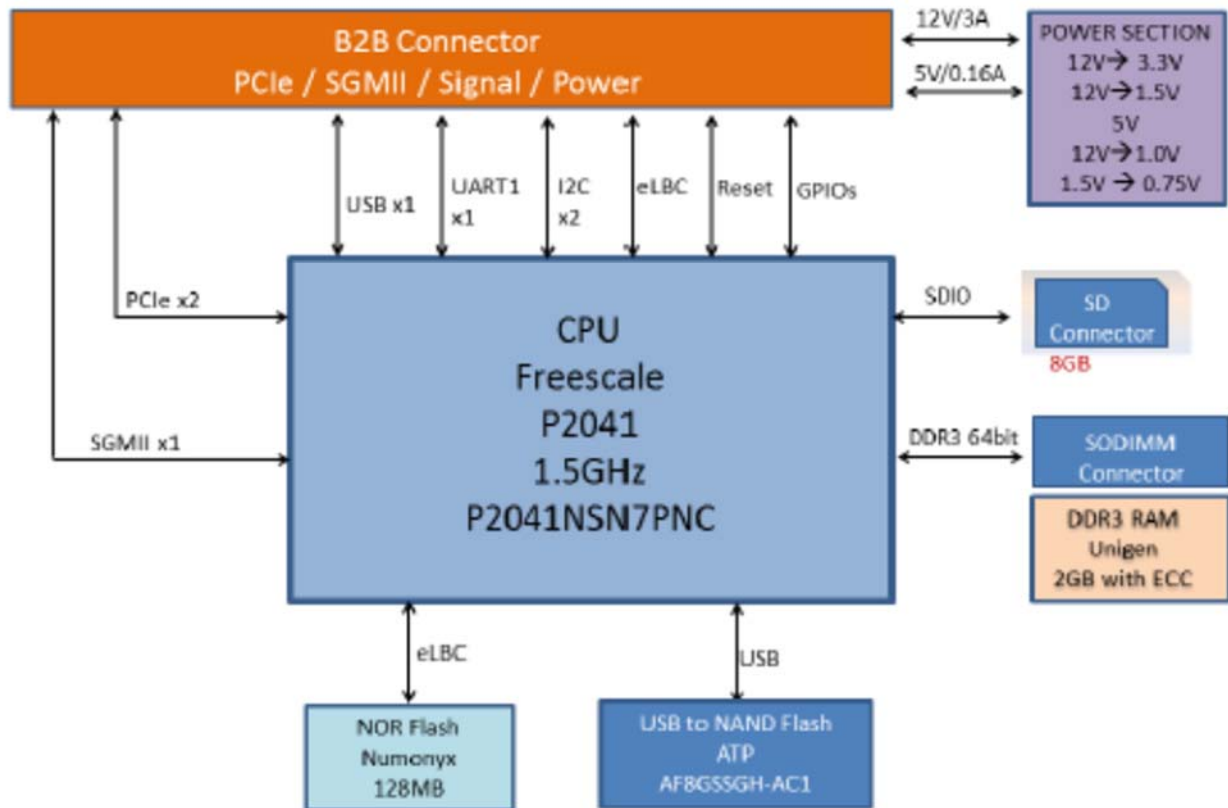 B2B Connector
PCIe / SGMII / Signal / Power
12V/3A
5V/0.16A
POWER SECTION
12V→ 3.3V
12V→1.5V
5V
12V→1.0V
1.5V → 0.75V
USB x1
UART1
x1
I2C
x2
eLBC
Reset
GPIOs
PCIe x2
SGMII x1
CPU
Freescale
P2041
1.5GHz
P2041NSN7PNC
SDIO
SD
Connector
8GB
DDR3 64bit
SODIMM
Connector
DDR3 RAM
Unigen
2GB with ECC
eLBC
USB
NOR Flash
Numonyx
128MB
USB to NAND Flash
ATP
AF8GSSGH-AC1